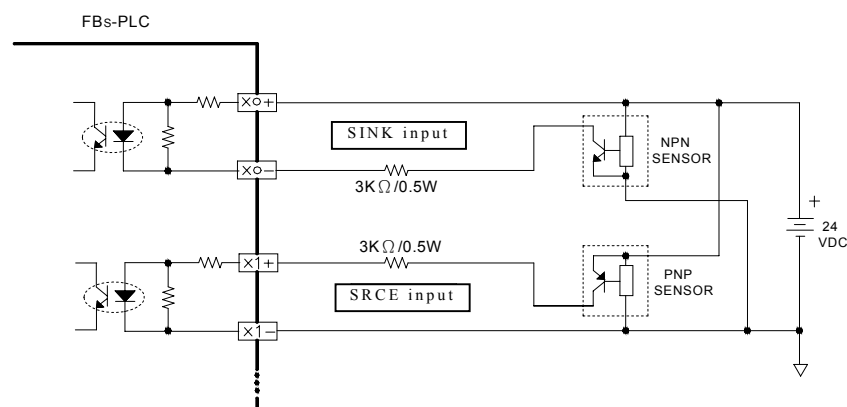 FBs-PLC
X0+
SINK input
NPN
SENSOR
X0−
3KΩ/0.5W
+
24
VDC
3KΩ/0.5W
X1+
PNP
SENSOR
SRCE input
X1−